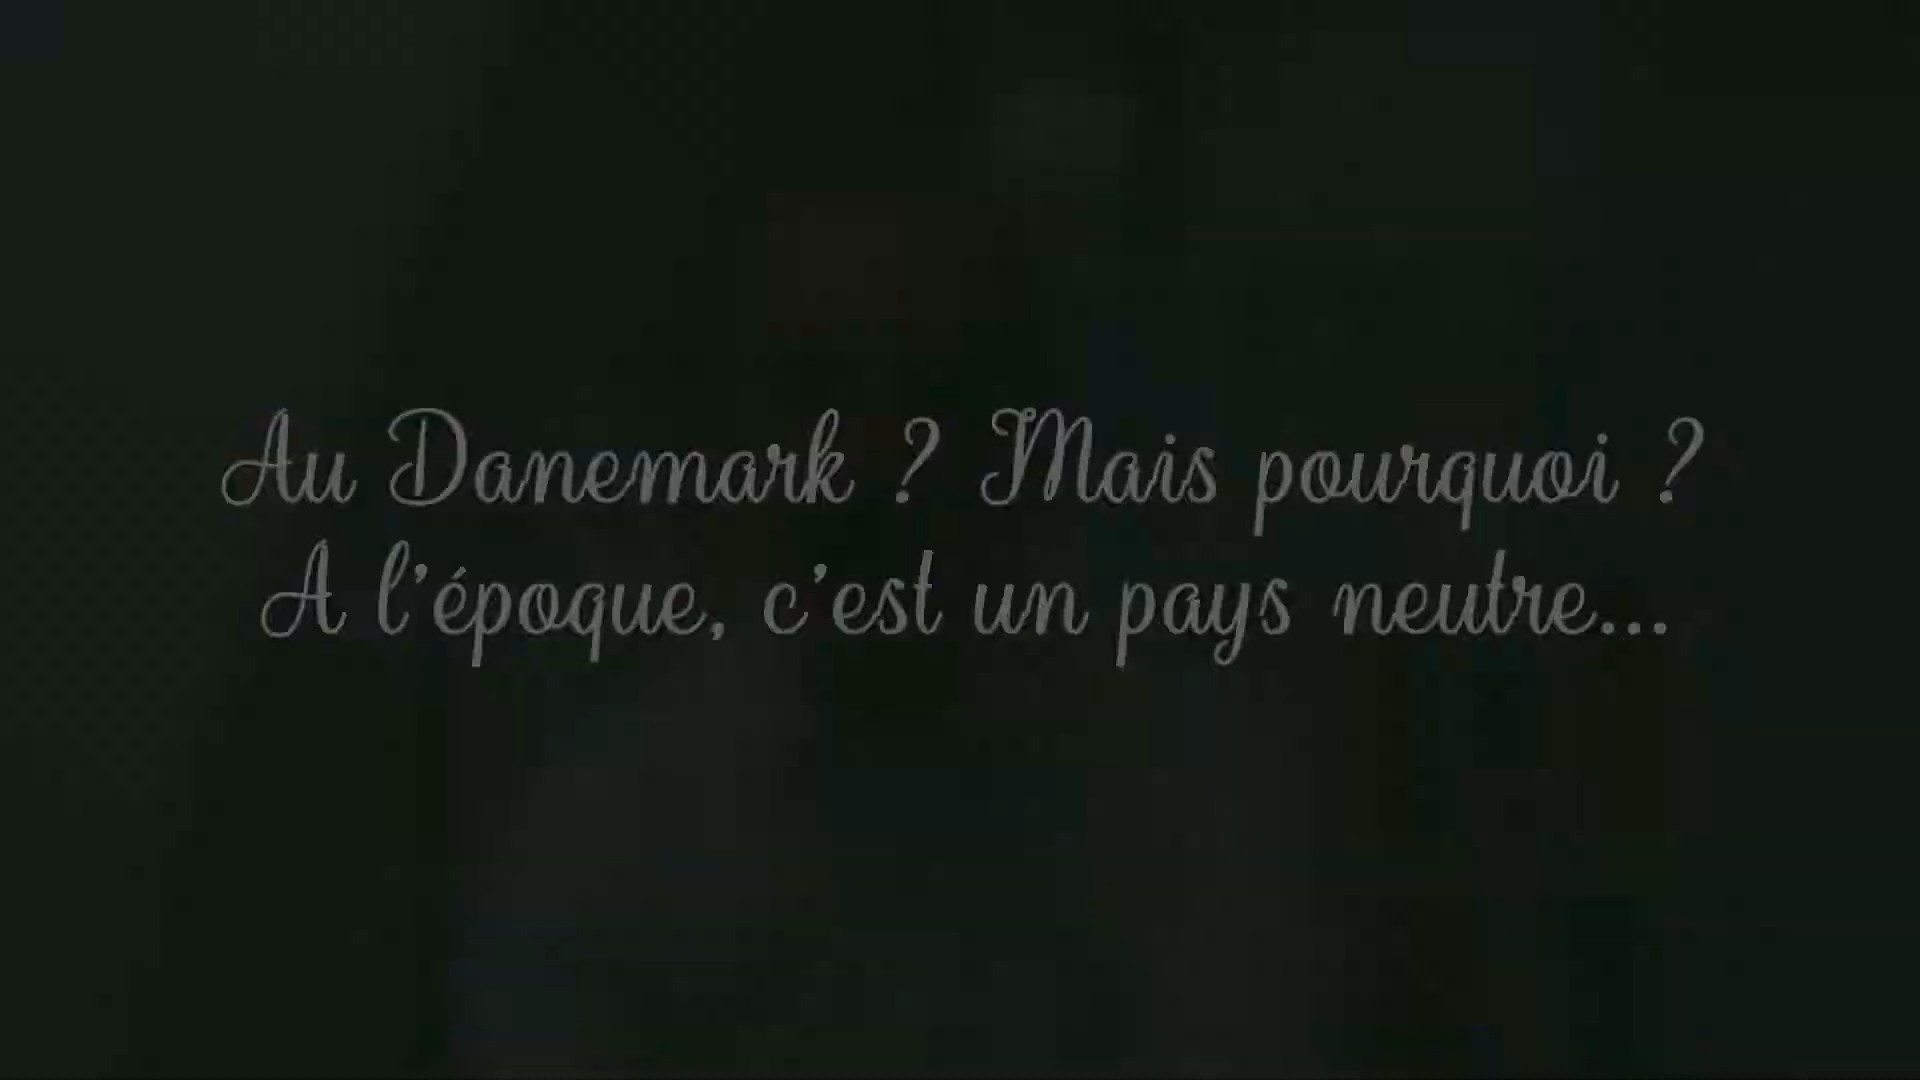 Au Danemark ? Mais pourquoi ?
A l'époque, c'est un pays neutre...